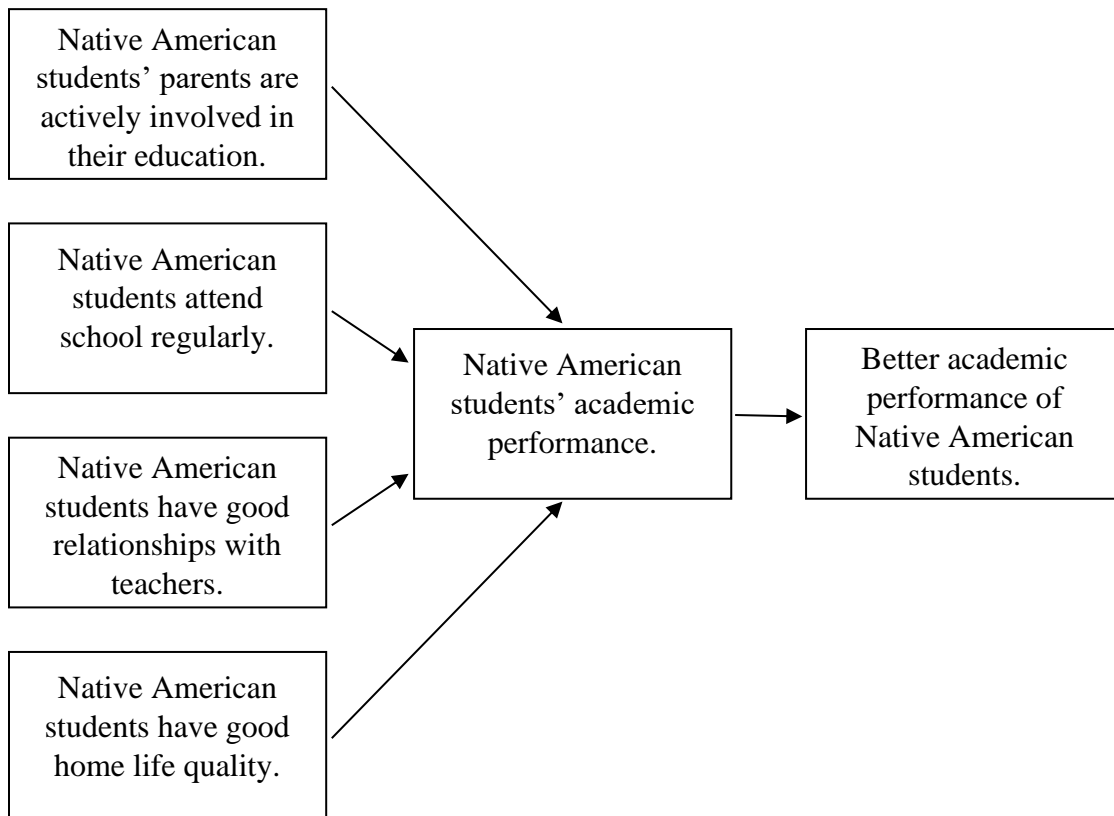 Native American
students’ parents are
actively involved in
their education.
Native American
students attend
school regularly.
Native American
students have good
relationships with
teachers.
Native American
students have good
home life quality.
Native American
students’ academic
performance.
Better academic
performance of
Native American
students.